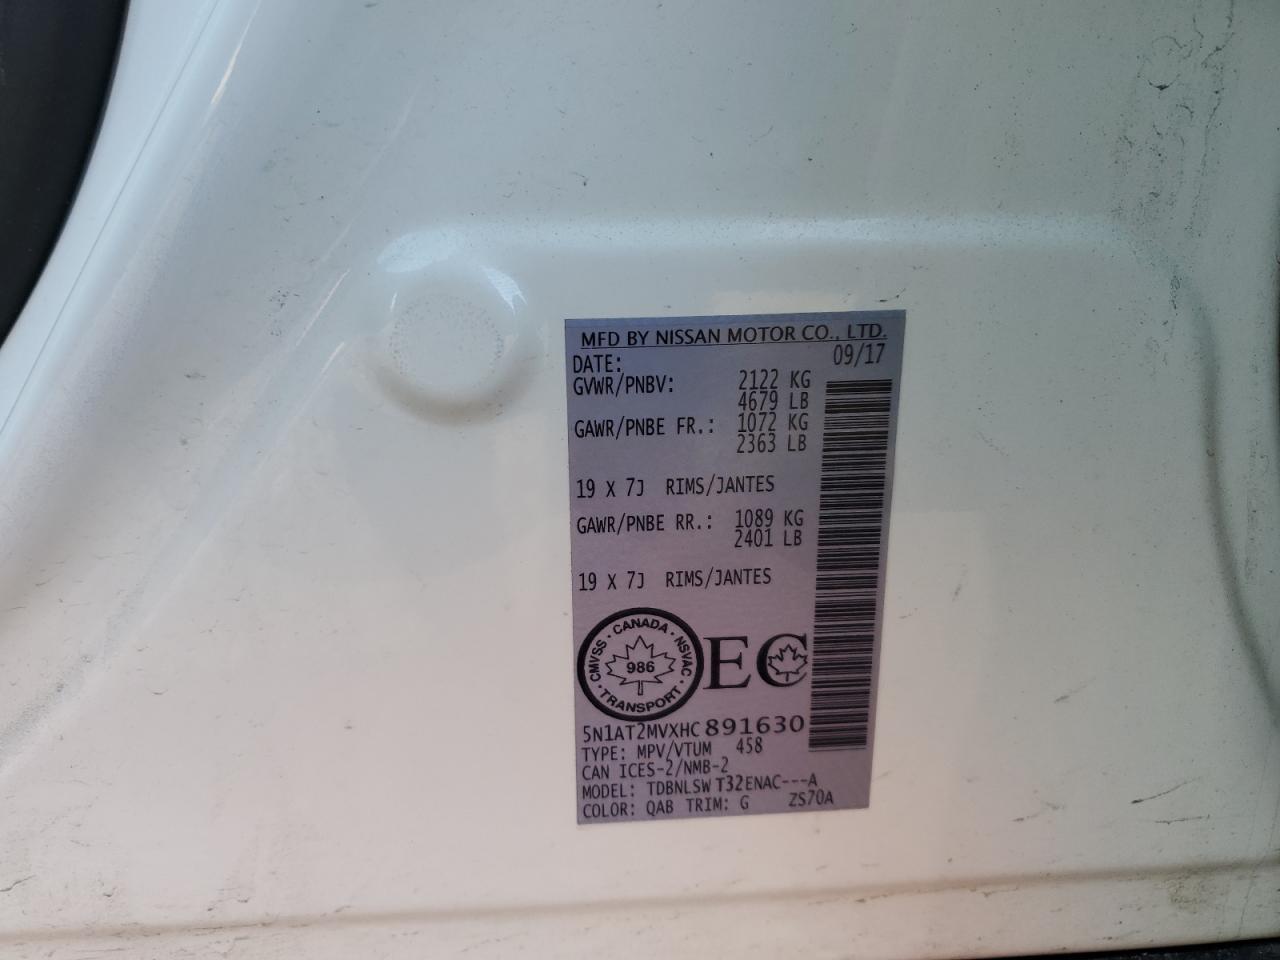 MFD BY NISSAN MOTOR CO., LTD.
DATE: 09/17
GVWR/PNBV: 2122 KG
4679 LB
GAWR/PNBE FR.: 1072 KG
2363 LB
19 X 7J RIMS/JANTES
GAWR/PNBE RR.: 1089 KG
2401 LB
19 X 7J RIMS/JANTES
CMVSS · CANADA · NSVAC · TRANSPORT ·
986
EC
5N1AT2MVXHC891630
TYPE: MPV/VTUM 458
CAN ICES-2/NMB-2
MODEL: TDBNLSW T32ENAC---A
COLOR: QAB TRIM: G ZS70A